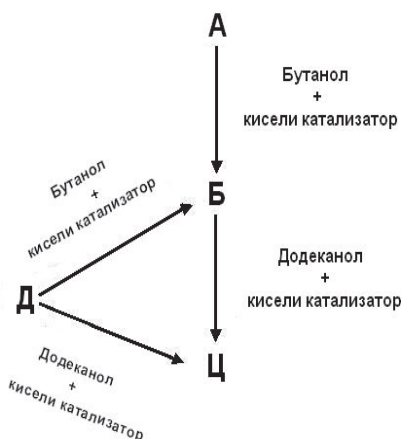 А
Бутанол
+
кисели катализатор
Бутанол
+
кисели катализатор
Б
Додеканол
+
кисели катализатор
Д
Додеканол
+
кисели катализатор
Ц